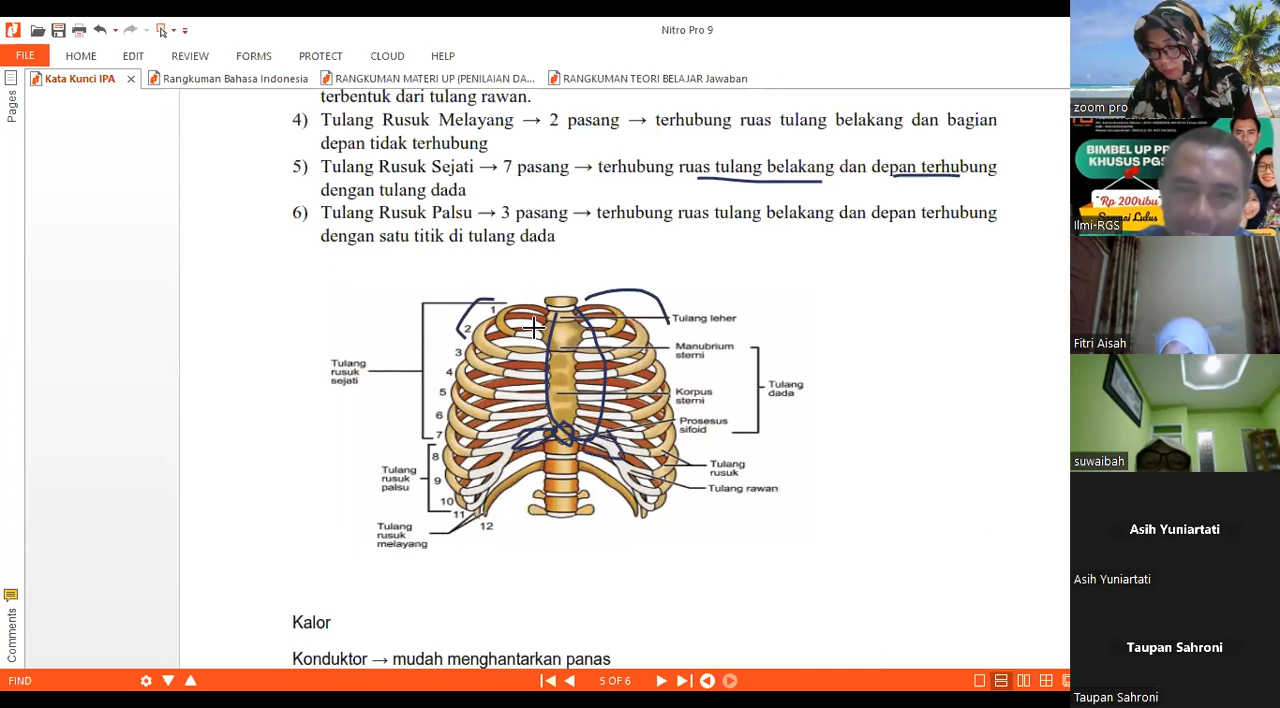 Nitro Pro 9
FILE HOME EDIT REVIEW FORMS PROTECT CLOUD HELP
Kata Kunci IPA
Rangkuman Bahasa Indonesia
RANGKUMAN MATERI UP (PENILAIAN DA...
RANGKUMAN TEORI BELAJAR Jawaban
Pages
terbentuk dari tulang rawan.
4) Tulang Rusuk Melayang → 2 pasang → terhubung ruas tulang belakang dan bagian
depan tidak terhubung
5) Tulang Rusuk Sejati → 7 pasang → terhubung ruas tulang belakang dan depan terhubung
dengan tulang dada
6) Tulang Rusuk Palsu → 3 pasang → terhubung ruas tulang belakang dan depan terhubung
dengan satu titik di tulang dada
Tulang
rusuk
sejati
1
2
3
4
5
6
7
Tulang
rusuk
palsu
8
9
10
11
12
Tulang
rusuk
melayang
Tulang leher
Manubrium
sterni
Korpus
sterni
Prosesus
sifoid
Tulang
dada
Tulang
rusuk
Tulang rawan
Kalor
Konduktor → mudah menghantarkan panas
Comments
FIND
5 OF 6
zoom pro
BIMBEL UP PP
KHUSUS PGS
Rp 200ribu
Sampai Lulus
Ilmi-RGS
Fitri Aisah
suwaibah
Asih Yuniartati
Asih Yuniartati
Taupan Sahroni
Taupan Sahroni